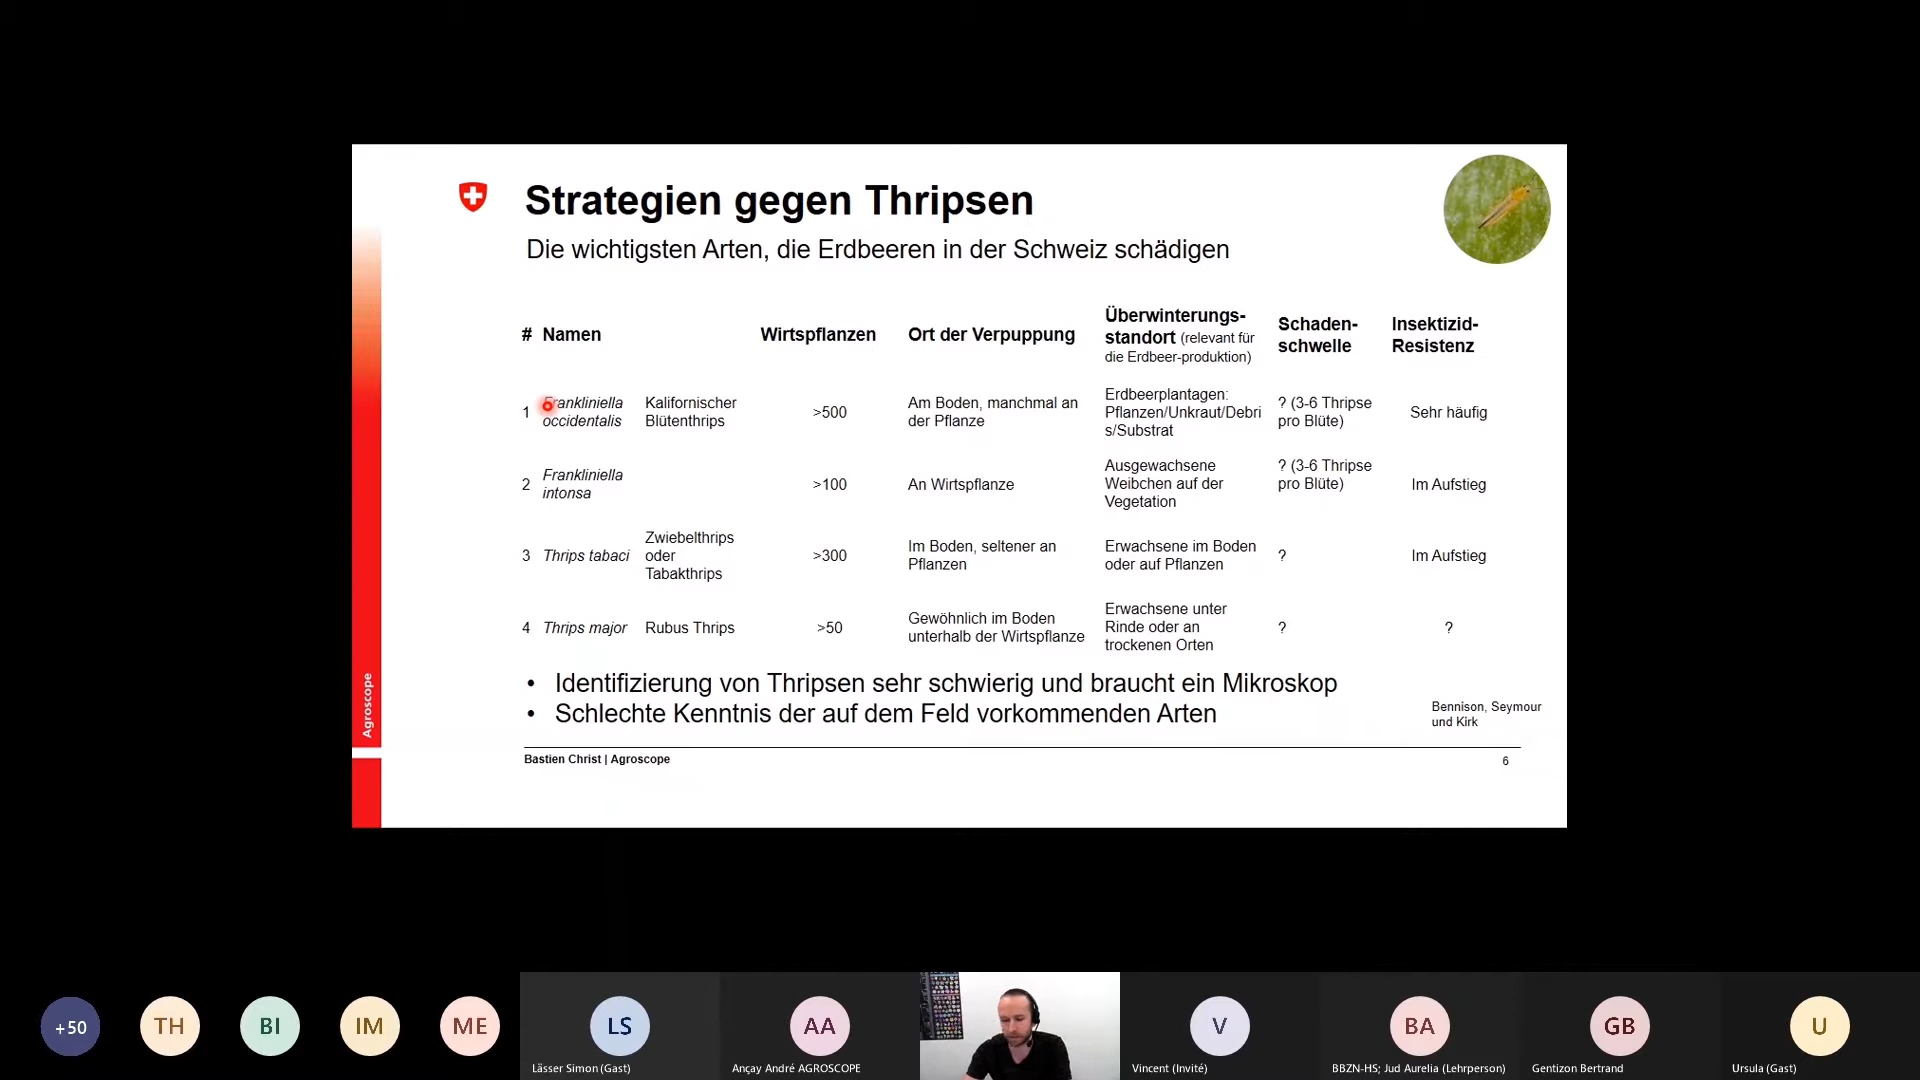 Strategien gegen Thripsen
Die wichtigsten Arten, die Erdbeeren in der Schweiz schädigen
# Namen Wirtspflanzen Ort der Verpuppung Überwinterungs-
standort (relevant für
die Erdbeer-produktion)
Schaden-
schwelle
Insektizid-
Resistenz
1
Frankliniella
occidentalis
Kalifornischer
Blütenthrips
>500
Am Boden, manchmal an
der Pflanze
Erdbeerplantagen:
Pflanzen/Unkraut/Debri
s/Substrat
? (3-6 Thripse
pro Blüte)
Sehr häufig
2
Frankliniella
intonsa
>100
An Wirtspflanze
Ausgewachsene
Weibchen auf der
Vegetation
? (3-6 Thripse
pro Blüte)
Im Aufstieg
3
Thrips tabaci
Zwiebelthrips
oder
Tabakthrips
>300
Im Boden, seltener an
Pflanzen
Erwachsene im Boden
oder auf Pflanzen
?
Im Aufstieg
4
Thrips major
Rubus Thrips
>50
Gewöhnlich im Boden
unterhalb der Wirtspflanze
Erwachsene unter
Rinde oder an
trockenen Orten
?
?
• Identifizierung von Thripsen sehr schwierig und braucht ein Mikroskop
• Schlechte Kenntnis der auf dem Feld vorkommenden Arten
Bennison, Seymour
und Kirk
Agroscope
Bastien Christ | Agroscope
6
+50
TH
BI
IM
ME
LS
AA
V
BA
GB
U
Lässer Simon (Gast)
Ançay André AGROSCOPE
Vincent (Invité)
BBZN-HS; Jud Aurelia (Lehrperson)
Gentizon Bertrand
Ursula (Gast)